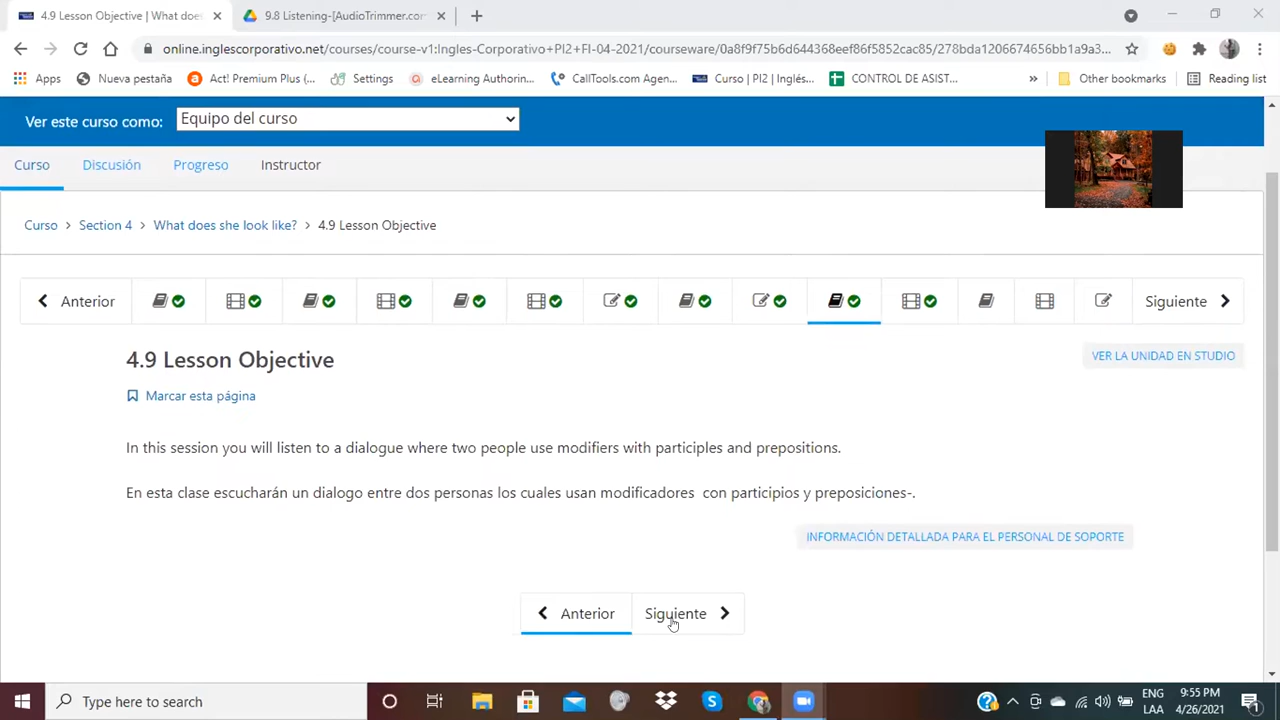 4.9 Lesson Objective | What does
9.8 Listening-[AudioTrimmer.com
online.inglescorporativo.net/courses/course-v1:Ingles-Corporativo+PI2+FI-04-2021/courseware/0a8f9f75b6d644368eef86f5852cac85/278bda1206674656bb1a9a3...
Apps
Nueva pestaña
Act! Premium Plus (...
Settings
eLearning Authorin...
CallTools.com Agen...
Curso | PI2 | Inglés...
CONTROL DE ASIST...
»
Other bookmarks
Reading list
Ver este curso como:
Equipo del curso
Curso
Discusión
Progreso
Instructor
Curso > Section 4 > What does she look like? > 4.9 Lesson Objective
Anterior
Siguiente
4.9 Lesson Objective
VER LA UNIDAD EN STUDIO
Marcar esta página
In this session you will listen to a dialogue where two people use modifiers with participles and prepositions.
En esta clase escucharán un dialogo entre dos personas los cuales usan modificadores con participios y preposiciones-.
INFORMACIÓN DETALLADA PARA EL PERSONAL DE SOPORTE
Anterior
Siguiente
Type here to search
ENG
LAA
9:55 PM
4/26/2021
1